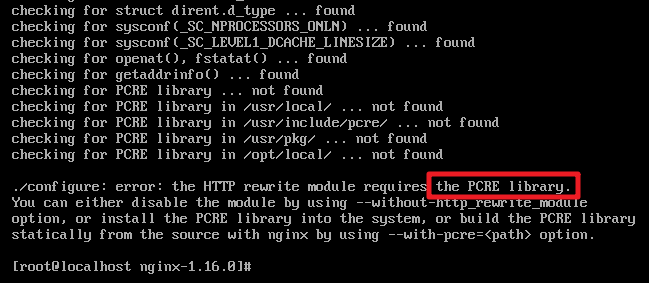 checking for struct dirent.d_type ... found
checking for sysconf(_SC_NPROCESSORS_ONLN) ... found
checking for sysconf(_SC_LEVEL1_DCACHE_LINESIZE) ... found
checking for openat(), fstatat() ... found
checking for getaddrinfo() ... found
checking for PCRE library ... not found
checking for PCRE library in /usr/local/ ... not found
checking for PCRE library in /usr/include/pcre/ ... not found
checking for PCRE library in /usr/pkg/ ... not found
checking for PCRE library in /opt/local/ ... not found
./configure: error: the HTTP rewrite module requires the PCRE library.
You can either disable the module by using --without-http_rewrite_module
option, or install the PCRE library into the system, or build the PCRE library
statically from the source with nginx by using --with-pcre=<path> option.
[root@localhost nginx-1.16.0]#